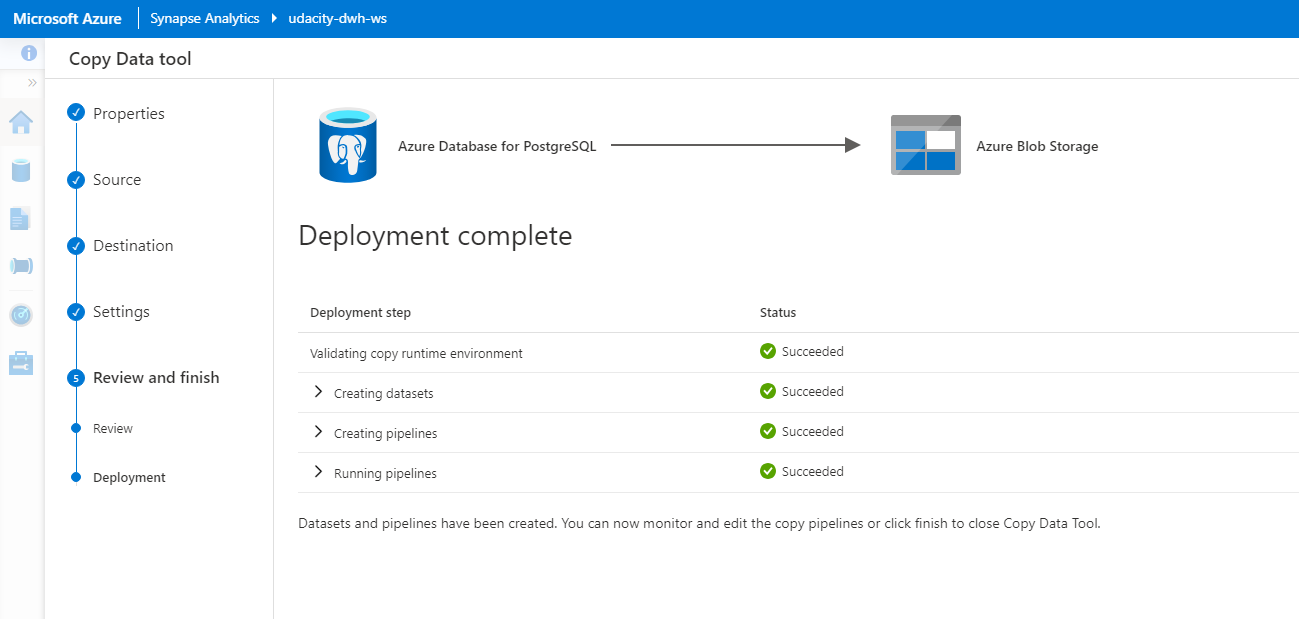 Microsoft Azure
Synapse Analytics
udacity-dwh-ws
Copy Data tool
Properties
Source
Destination
Settings
5
Review and finish
Review
Deployment
Azure Database for PostgreSQL
Azure Blob Storage
Deployment complete
Deployment step Status
Validating copy runtime environment Succeeded
Creating datasets Succeeded
Creating pipelines Succeeded
Running pipelines Succeeded
Datasets and pipelines have been created. You can now monitor and edit the copy pipelines or click finish to close Copy Data Tool.